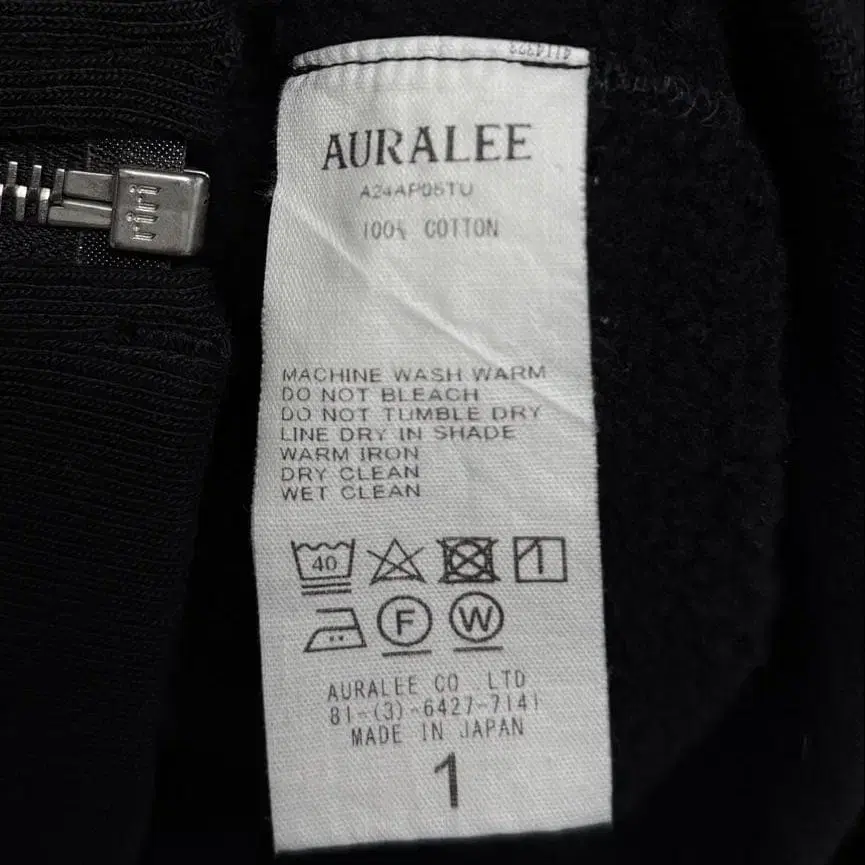 riri
AURALEE
A24AP05TU
100% COTTON
MACHINE WASH WARM
DO NOT BLEACH
DO NOT TUMBLE DRY
LINE DRY IN SHADE
WARM IRON
DRY CLEAN
WET CLEAN
40
F W
AURALEE CO .LTD
81-(3)-6427-7141
MADE IN JAPAN
1